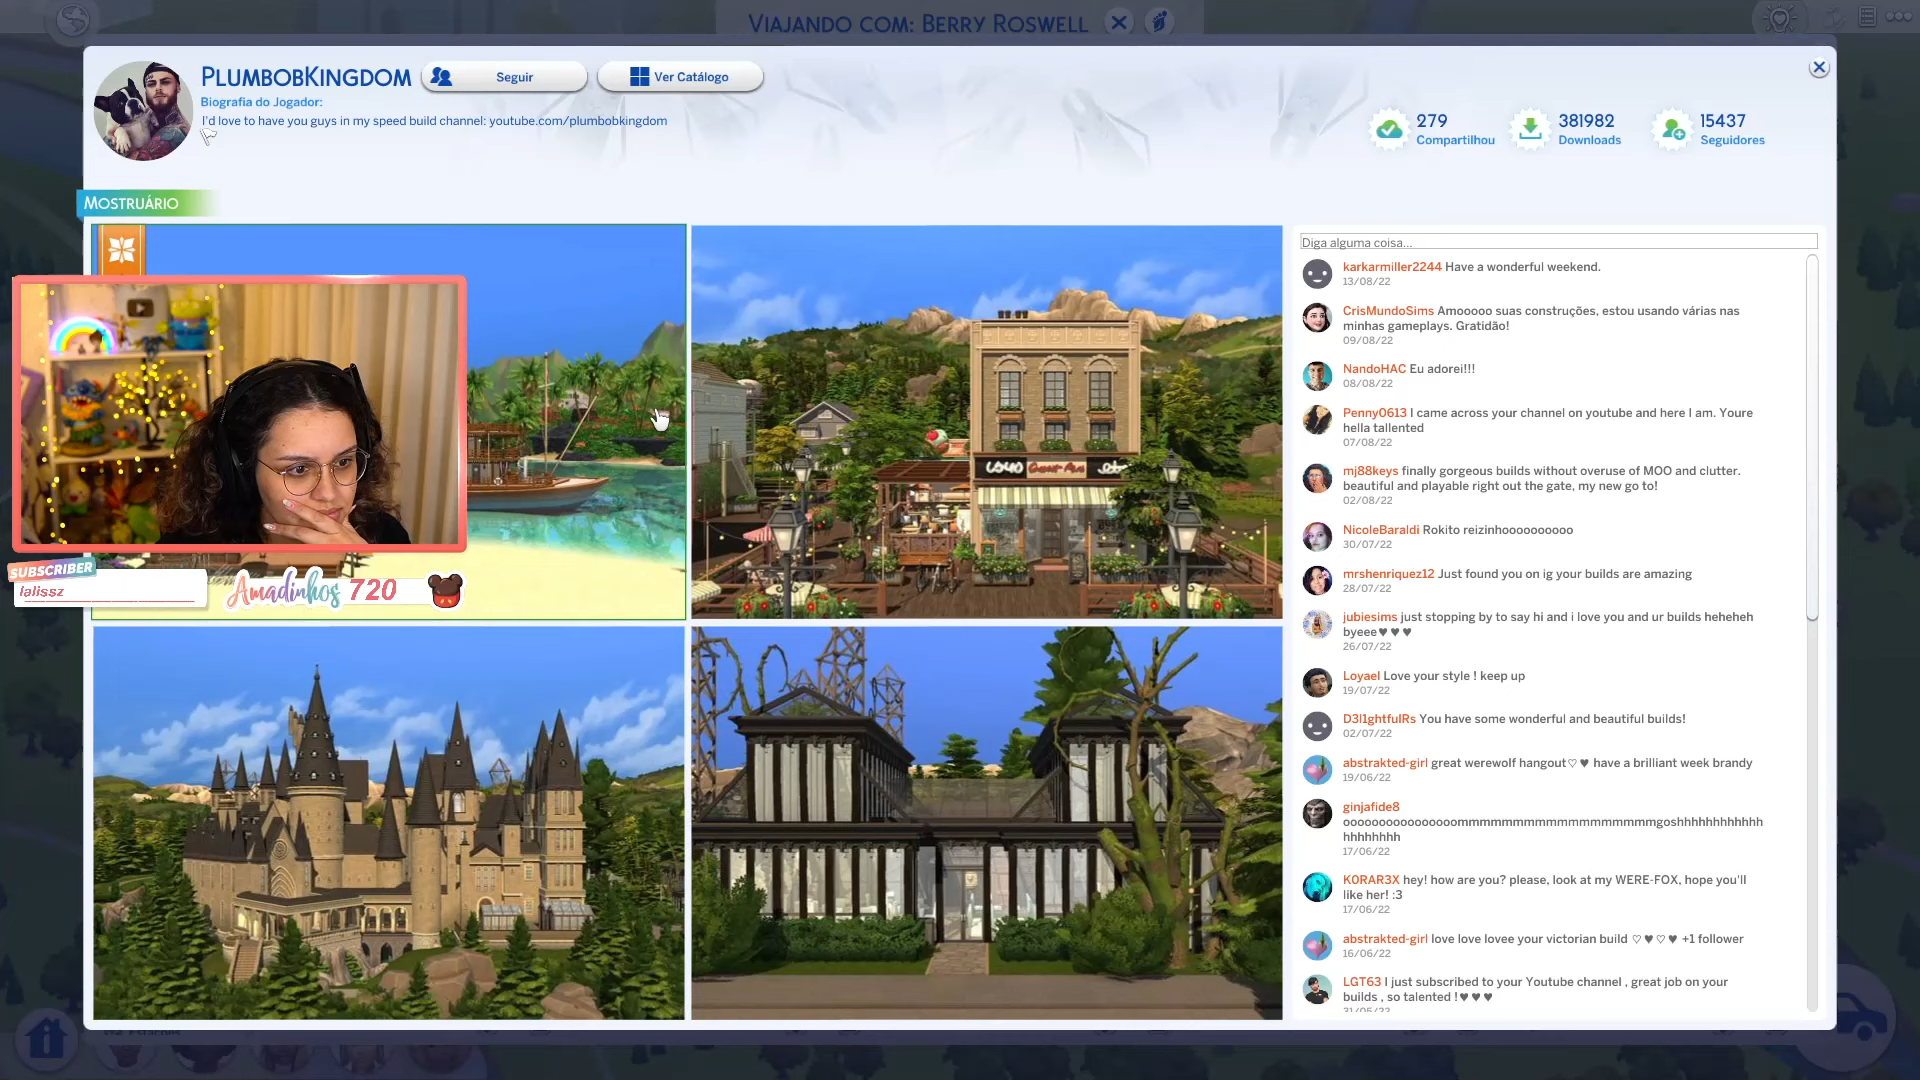 VIAJANDO COM: BERRY ROSWELL
PLUMBOBKINGDOM
Seguir
Ver Catálogo
Biografia do Jogador:
I'd love to have you guys in my speed build channel: youtube.com/plumbobkingdom
279
Compartilhou
381982
Downloads
15437
Seguidores
MOSTRUÁRIO
Diga alguma coisa...
karkarmiller2244 Have a wonderful weekend.
13/08/22
CrisMundoSims Amooooo suas construções, estou usando várias nas
minhas gameplays. Gratidão!
09/08/22
NandoHAC Eu adorei!!!
08/08/22
Penny0613 I came across your channel on youtube and here I am. Youre
hella tallented
07/08/22
mj88keys finally gorgeous builds without overuse of MOO and clutter.
beautiful and playable right out the gate, my new go to!
02/08/22
NicoleBaraldi Rokito reizinhoooooooooo
30/07/22
mrshenriquez12 Just found you on ig your builds are amazing
28/07/22
jubiesims just stopping by to say hi and i love you and ur builds heheheh
byeee♥♥♥
26/07/22
Loyael Love your style ! keep up
19/07/22
D3l1ghtfulRs You have some wonderful and beautiful builds!
02/07/22
abstrakted-girl great werewolf hangout♡♥ have a brilliant week brandy
19/06/22
ginjafide8
oooooooooooooooommmmmmmmmmmmmmmmmmgoshhhhhhhhhhhh
hhhhhhhh
17/06/22
K0RAR3X hey! how are you? please, look at my WERE-FOX, hope you'll
like her! :3
17/06/22
abstrakted-girl love love lovee your victorian build ♡♥♡♥ +1 follower
16/06/22
LGT63 I just subscribed to your Youtube channel , great job on your
builds , so talented !♥♥♥
31/05/22
SUBSCRIBER
lalissz
Amadinhos 720